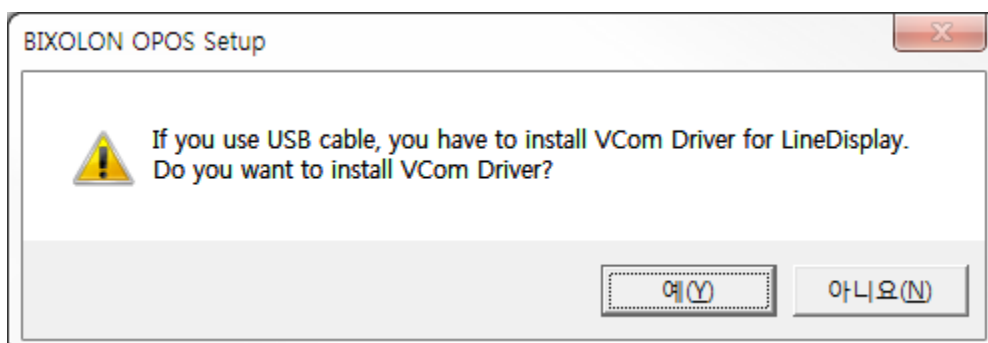 BIXOLON OPOS Setup
If you use USB cable, you have to install VCom Driver for LineDisplay.
Do you want to install VCom Driver?
예(Y)
아니요(N)